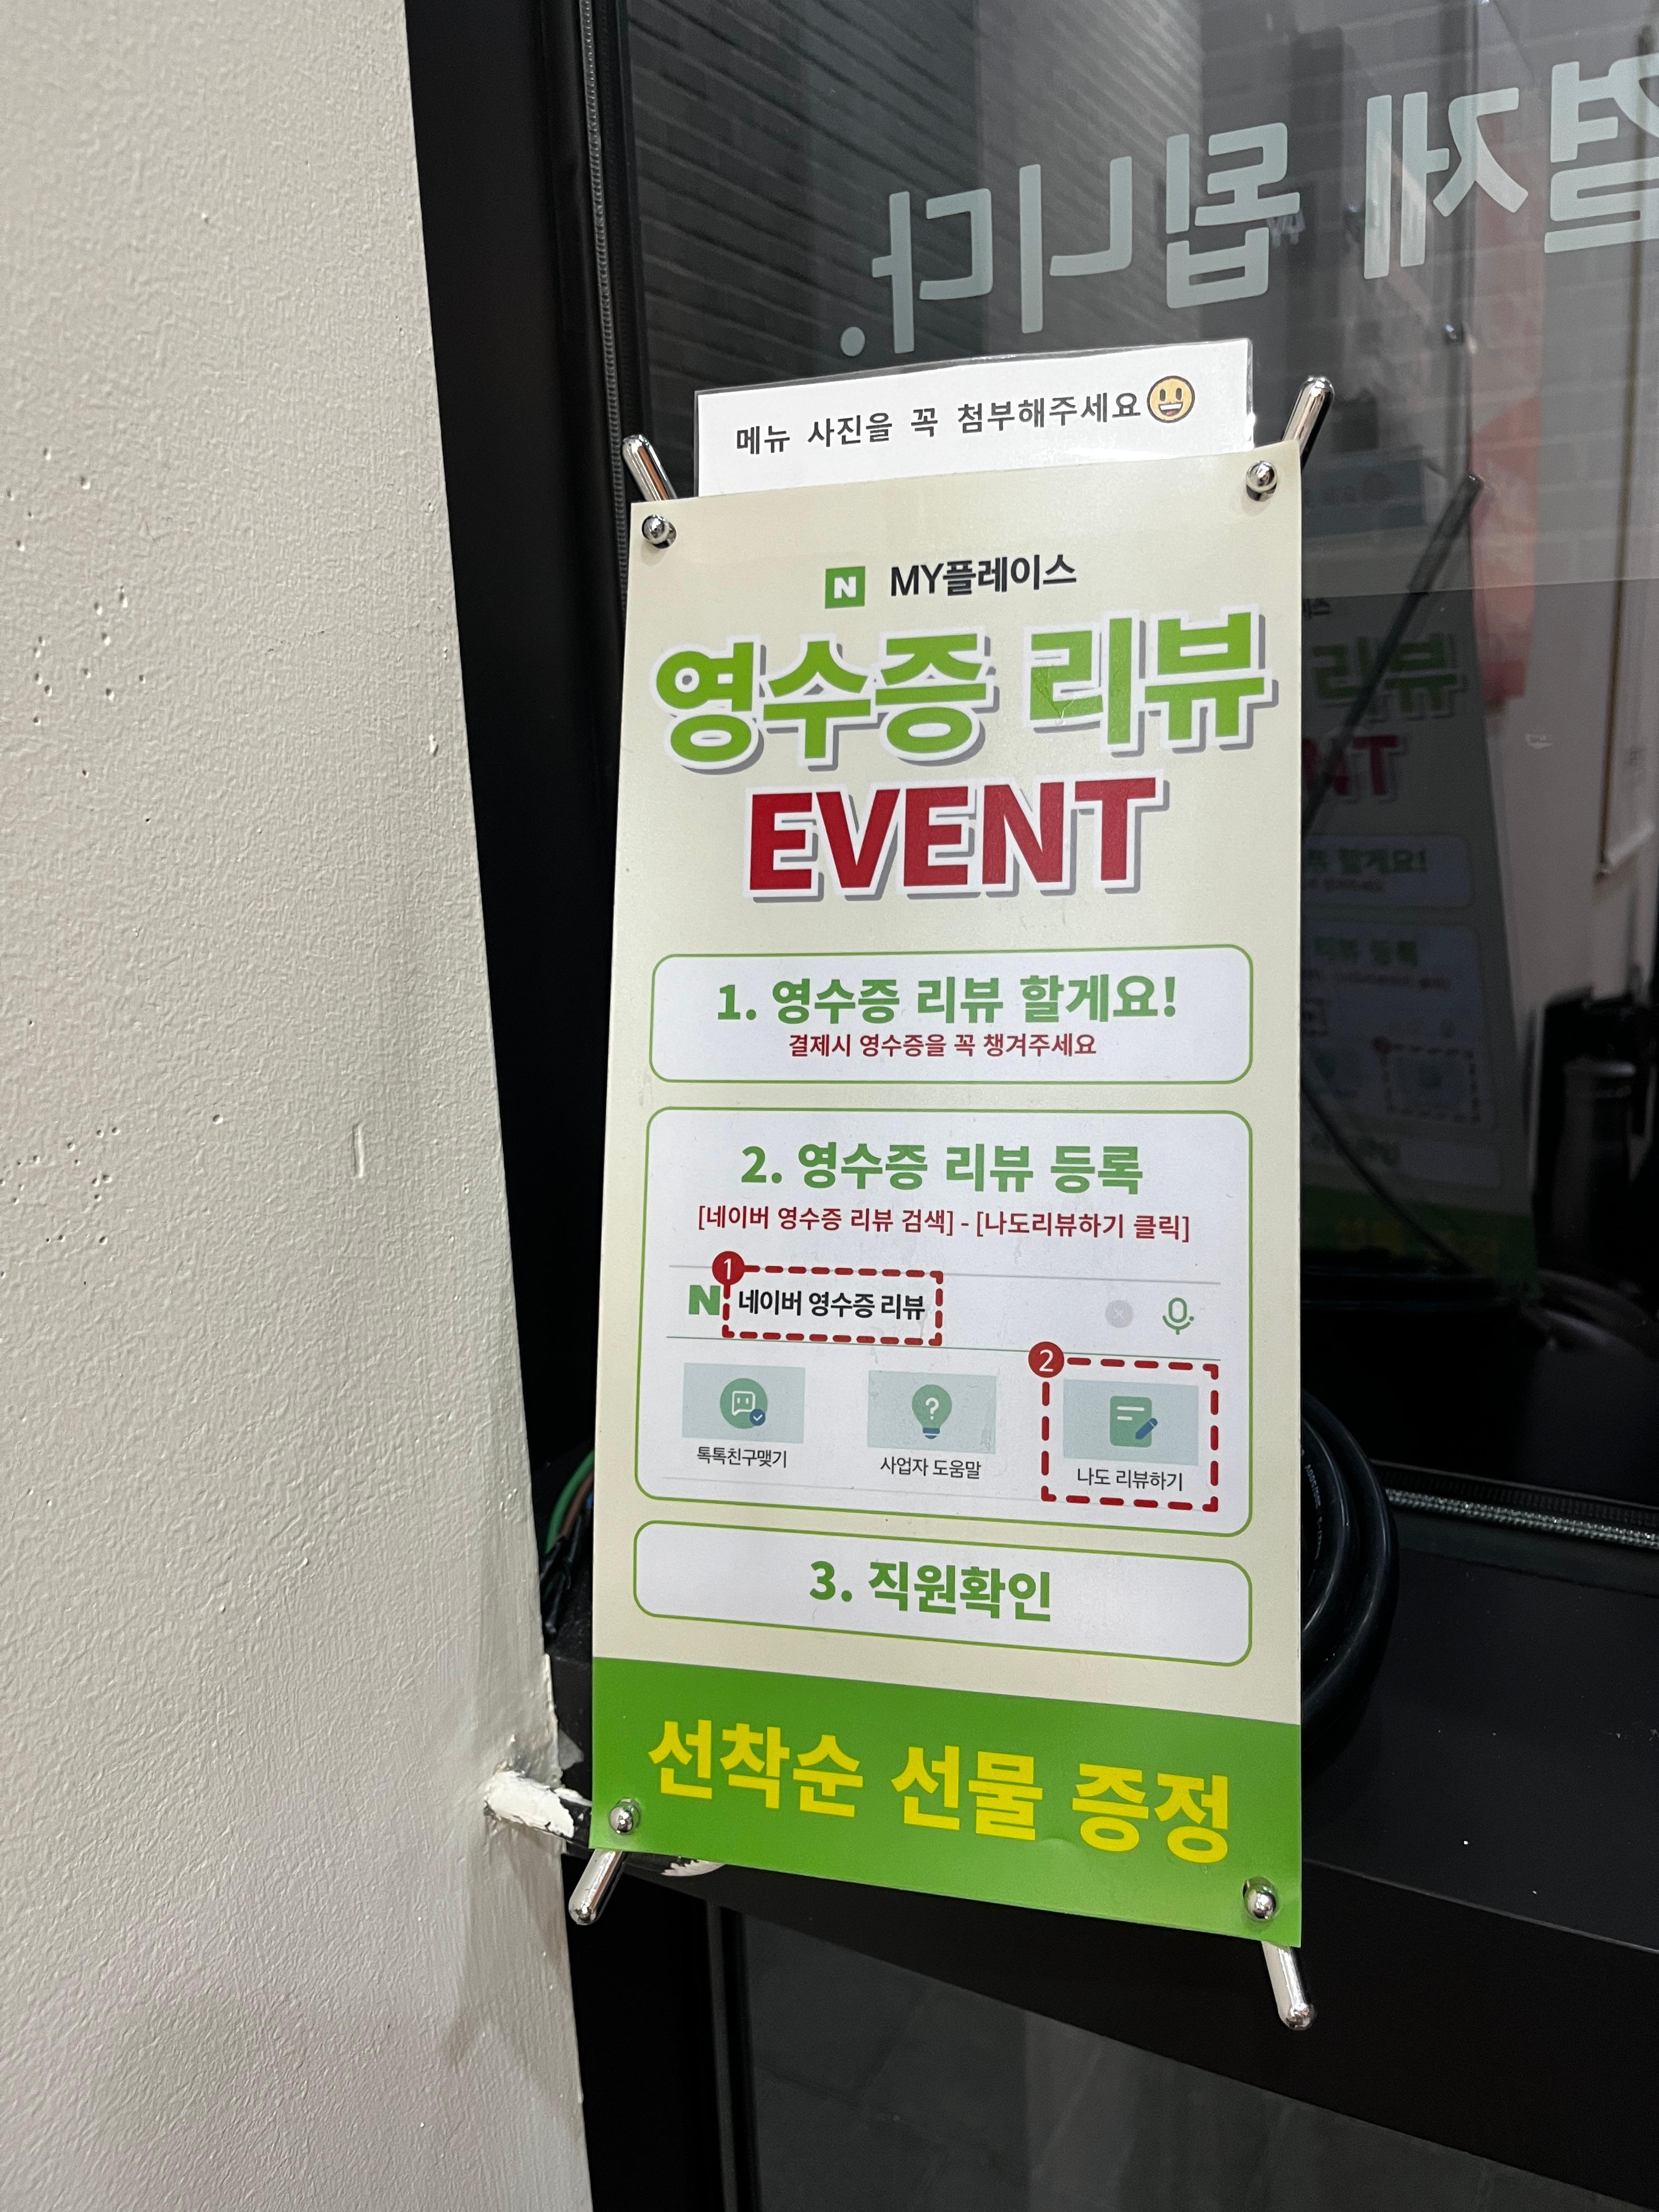 결제 됩니다.
메뉴 사진을 꼭 첨부해주세요
N MY플레이스
영수증 리뷰
EVENT
1. 영수증 리뷰 할게요!
결제시 영수증을 꼭 챙겨주세요
2. 영수증 리뷰 등록
[네이버 영수증 리뷰 검색] - [나도리뷰하기 클릭]
1
N 네이버 영수증 리뷰
2
톡톡친구맺기 사업자 도움말 나도 리뷰하기
3. 직원확인
선착순 선물 증정